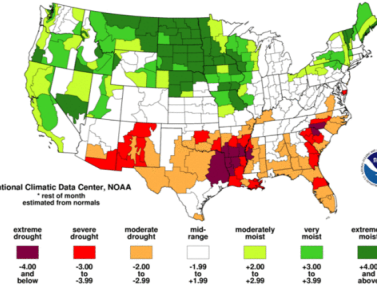 tional Climatic Data Center, NOAA
* rest of month
estimated from normals
extreme drought
severe drought
moderate drought
mid-range
moderately moist
very moist
extreme moist
-4.00 and below
-3.00 to -3.99
-2.00 to -2.99
-1.99 to +1.99
+2.00 to +2.99
+3.00 to +3.99
+4.00 and above